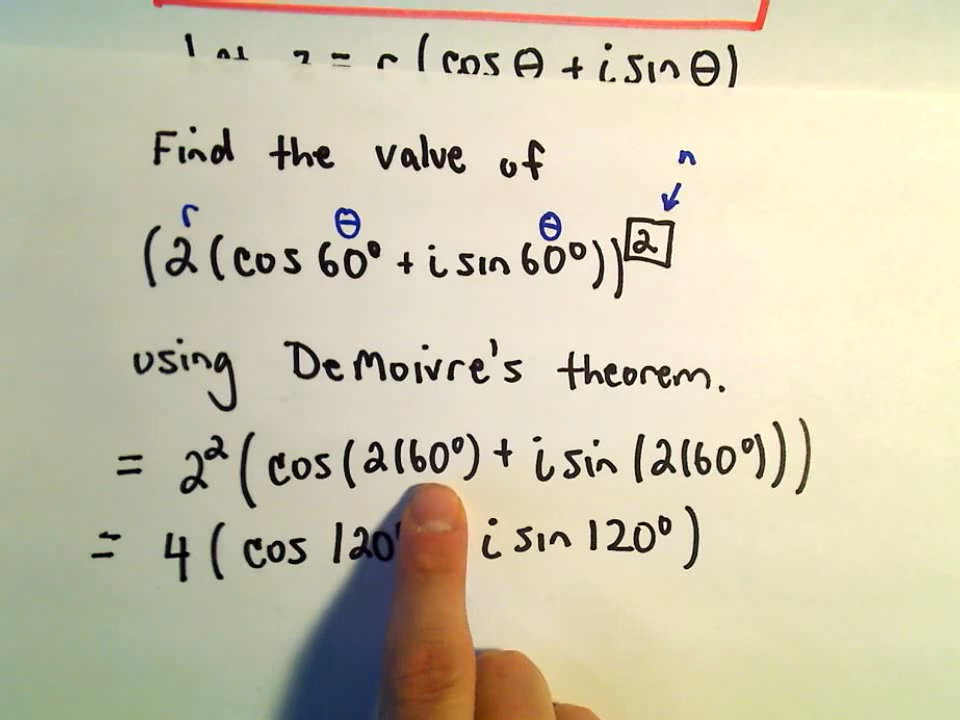 z = r (cos θ + i sin θ)
Find the value of
n
r θ θ
(2(cos 60° + i sin 60°))²
using DeMoivre's theorem.
= 2² (cos (2(60°) + i sin (2(60°)))
= 4 ( cos 120° i sin 120° )